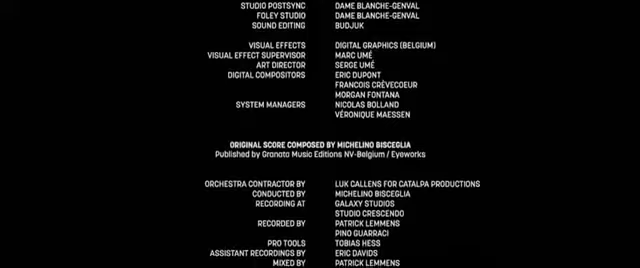 STUDIO POSTSYNC DAME BLANCHE-GENVAL
FOLEY STUDIO DAME BLANCHE-GENVAL
SOUND EDITING BUDJUK
VISUAL EFFECTS DIGITAL GRAPHICS (BELGIUM)
VISUAL EFFECT SUPERVISOR MARC UMÉ
ART DIRECTOR SERGE UMÉ
DIGITAL COMPOSITORS ERIC DUPONT
FRANCOIS CRÈVECOEUR
MORGAN FONTANA
SYSTEM MANAGERS NICOLAS BOLLAND
VÉRONIQUE MAESSEN
ORIGINAL SCORE COMPOSED BY MICHELINO BISCEGLIA
Published by Granata Music Editions NV-Belgium / Eyeworks
ORCHESTRA CONTRACTOR BY LUK CALLENS FOR CATALPA PRODUCTIONS
CONDUCTED BY MICHELINO BISCEGLIA
RECORDING AT GALAXY STUDIOS
STUDIO CRESCENDO
RECORDED BY PATRICK LEMMENS
PINO GUARRACI
PRO TOOLS TOBIAS HESS
ASSISTANT RECORDINGS BY ERIC DAVIDS
MIXED BY PATRICK LEMMENS